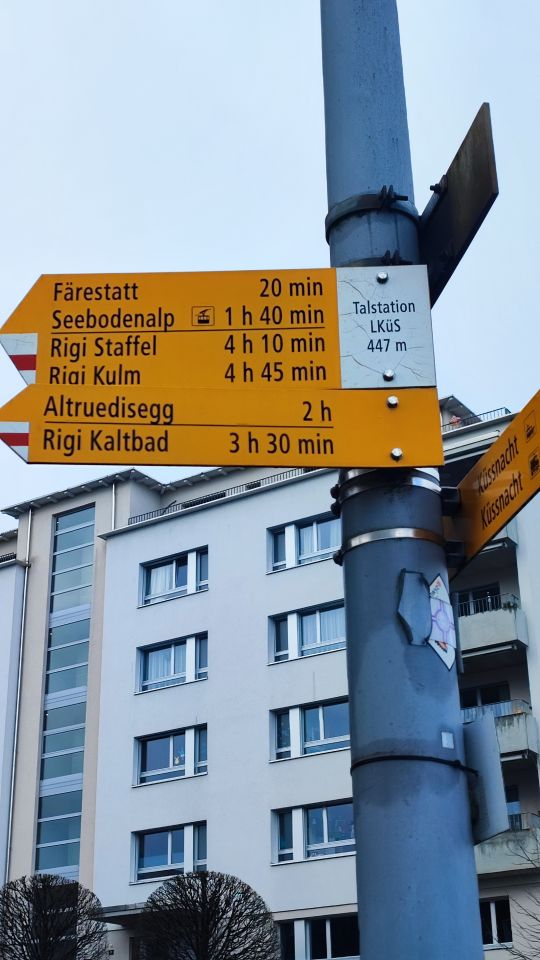 Färestatt 20 min
Seebodenalp 1 h 40 min
Rigi Staffel 4 h 10 min
Rigi Kulm 4 h 45 min
Talstation
LKüS
447 m
Altruedisegg 2 h
Rigi Kaltbad 3 h 30 min
Küssnacht
Küssnacht